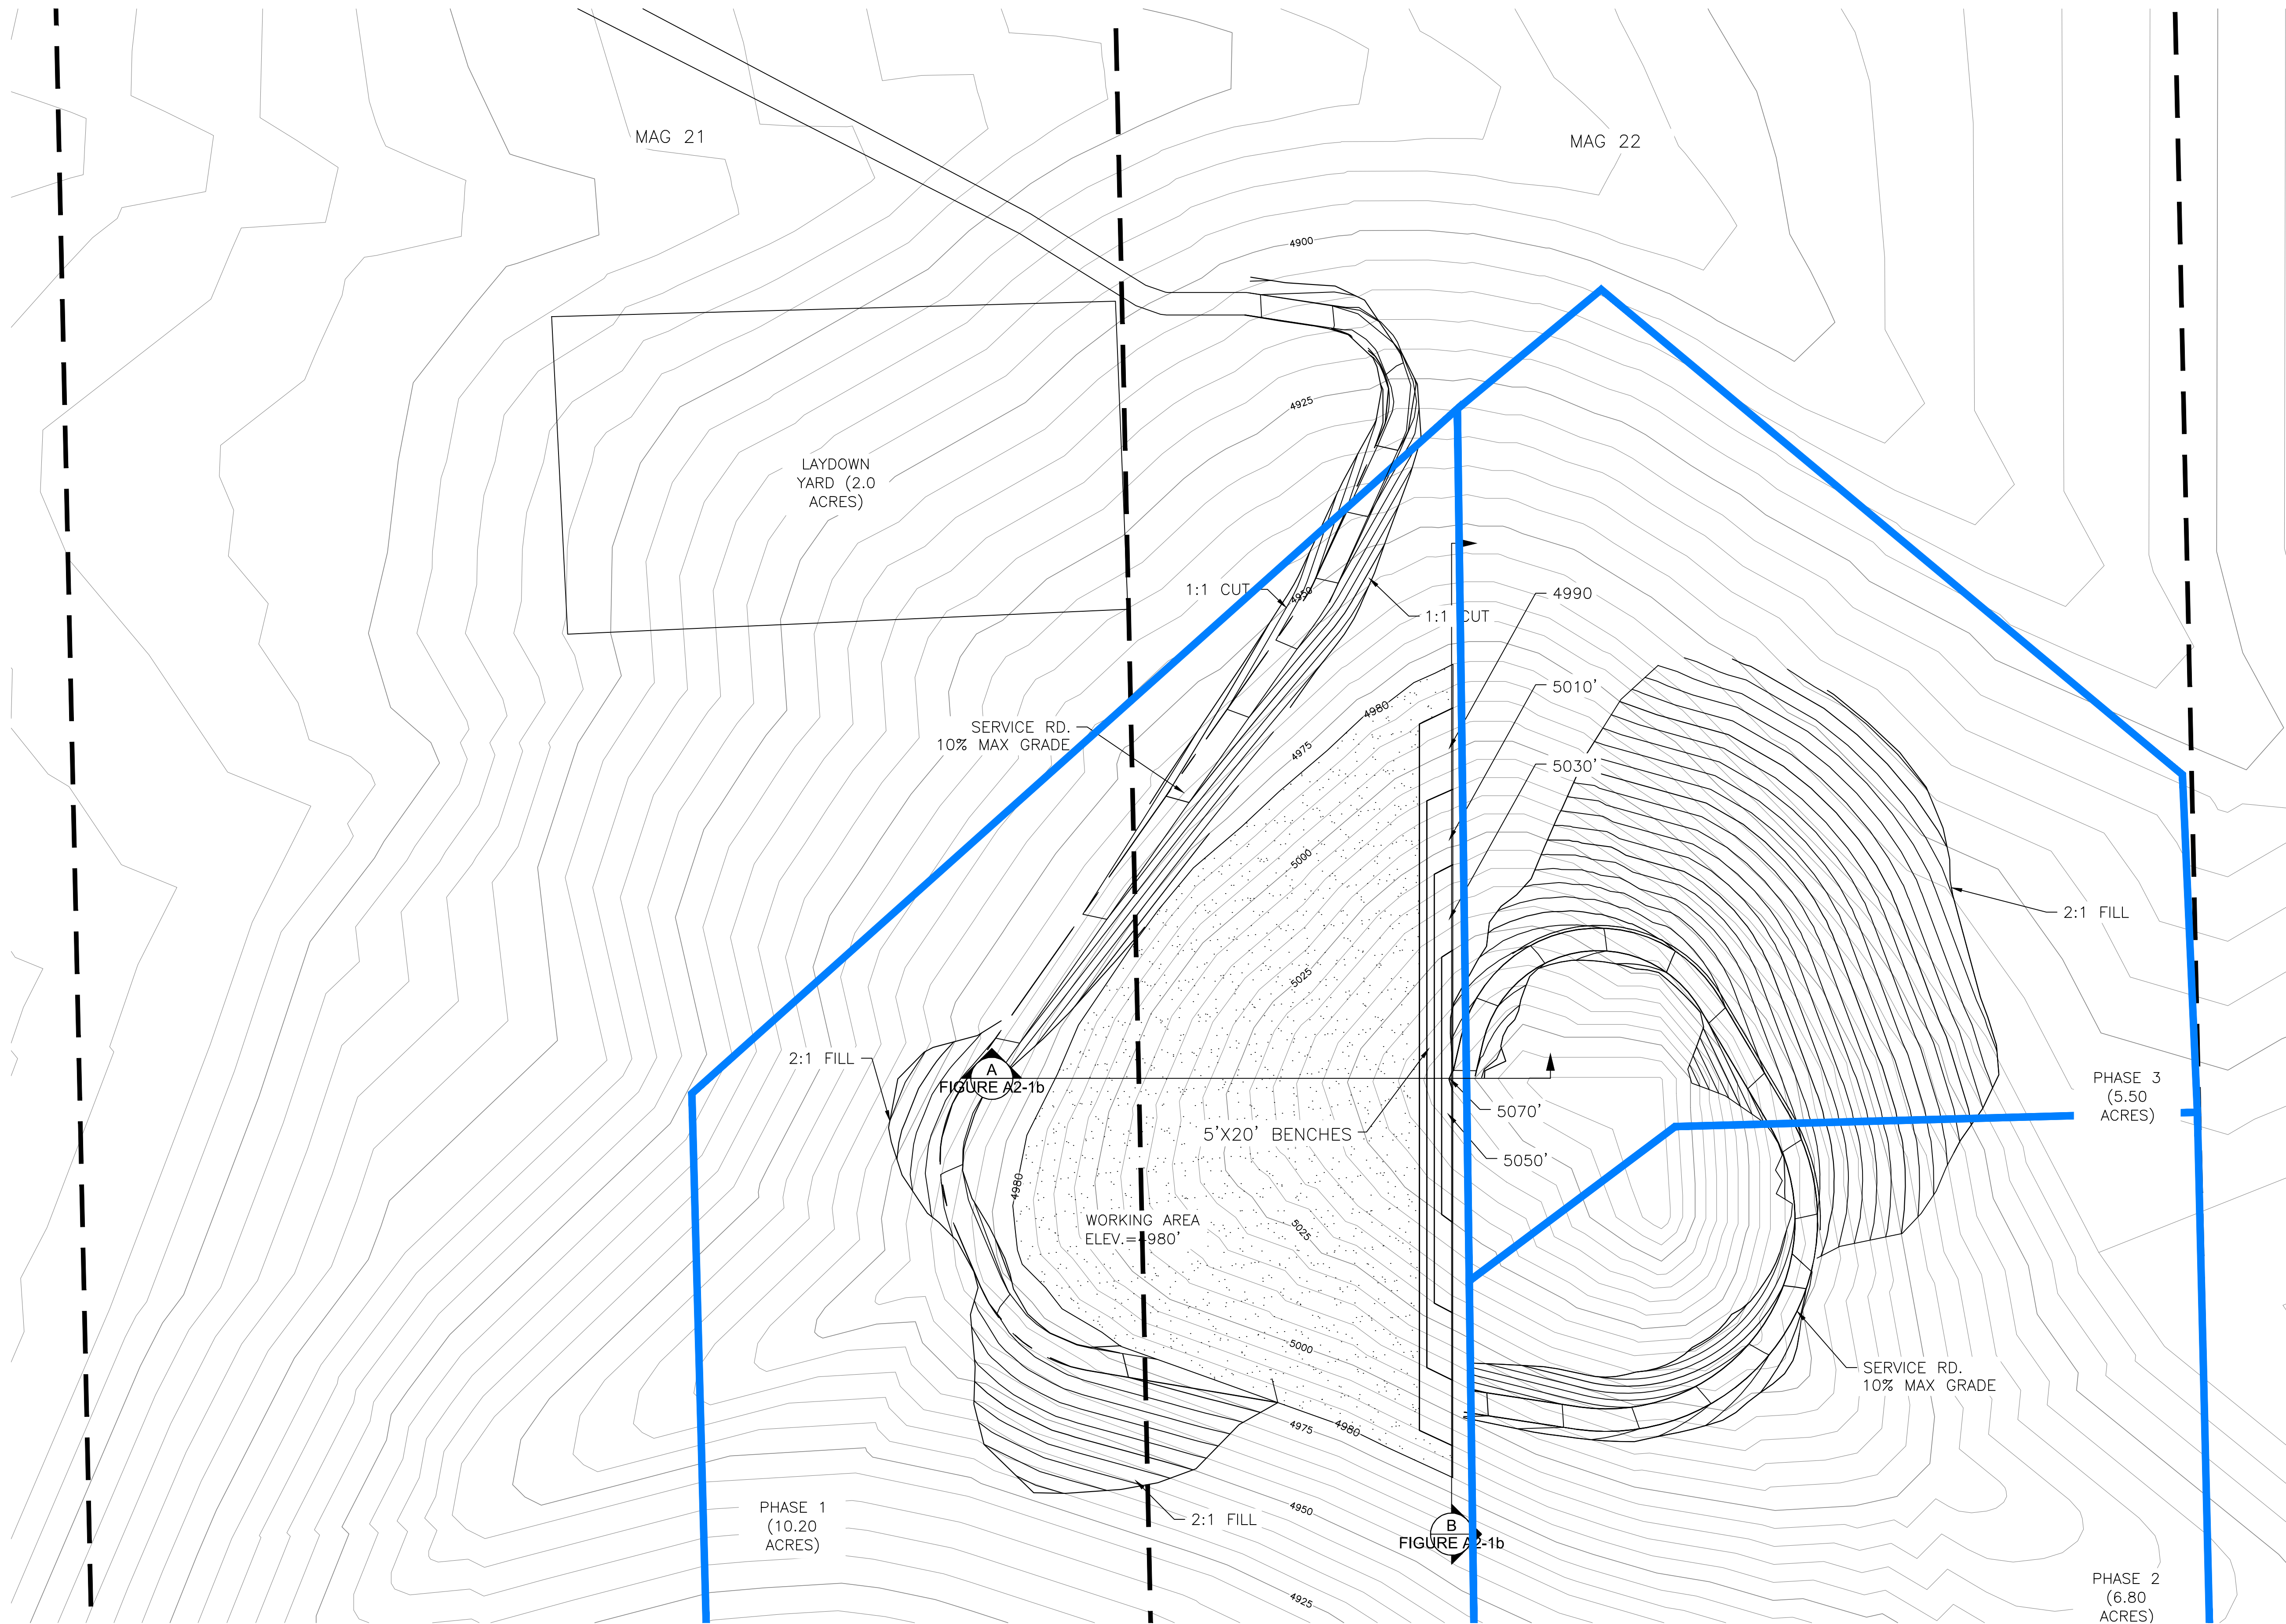 MAG 21
MAG 22
4900
4925
LAYDOWN
YARD (2.0
ACRES)
1:1 CUT
4950
4990
1:1 CUT
5010'
4980
SERVICE RD.
10% MAX GRADE
4975
5030'
5000
2:1 FILL
5025
2:1 FILL
A
FIGURE A2-1b
PHASE 3
(5.50
ACRES)
5070'
5'X20' BENCHES
5050'
4980
WORKING AREA
ELEV.=4980'
5025
5000
SERVICE RD.
10% MAX GRADE
4975
4980
PHASE 1
(10.20
ACRES)
4950
2:1 FILL
B
FIGURE A2-1b
PHASE 2
(6.80
ACRES)
4925